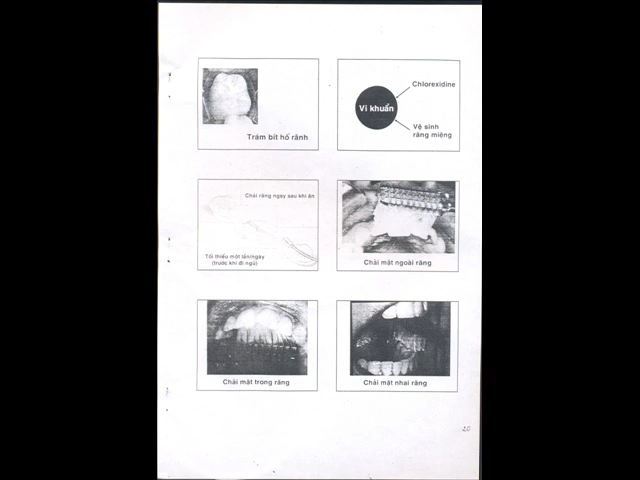 Trám bít hố rãnh
Chlorexidine
Vi khuẩn
Vệ sinh
răng miệng
Chải răng ngay sau khi ăn
Tối thiểu một lần/ngày
(trước khi đi ngủ)
Chải mặt ngoài răng
Chải mặt trong răng
Chải mặt nhai răng
20